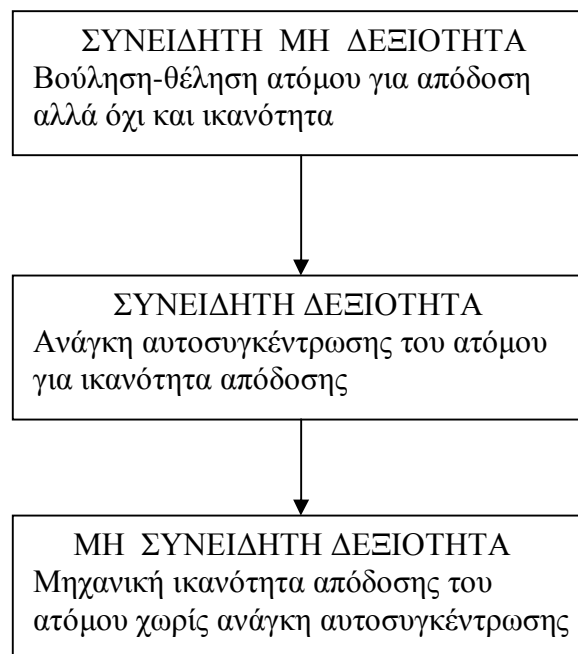 ΣΥΝΕΙΔΗΤΗ ΜΗ ΔΕΞΙΟΤΗΤΑ
Βούληση-θέληση ατόμου για απόδοση
αλλά όχι και ικανότητα
ΣΥΝΕΙΔΗΤΗ ΔΕΞΙΟΤΗΤΑ
Ανάγκη αυτοσυγκέντρωσης του ατόμου
για ικανότητα απόδοσης
ΜΗ ΣΥΝΕΙΔΗΤΗ ΔΕΞΙΟΤΗΤΑ
Μηχανική ικανότητα απόδοσης του
ατόμου χωρίς ανάγκη αυτοσυγκέντρωσης